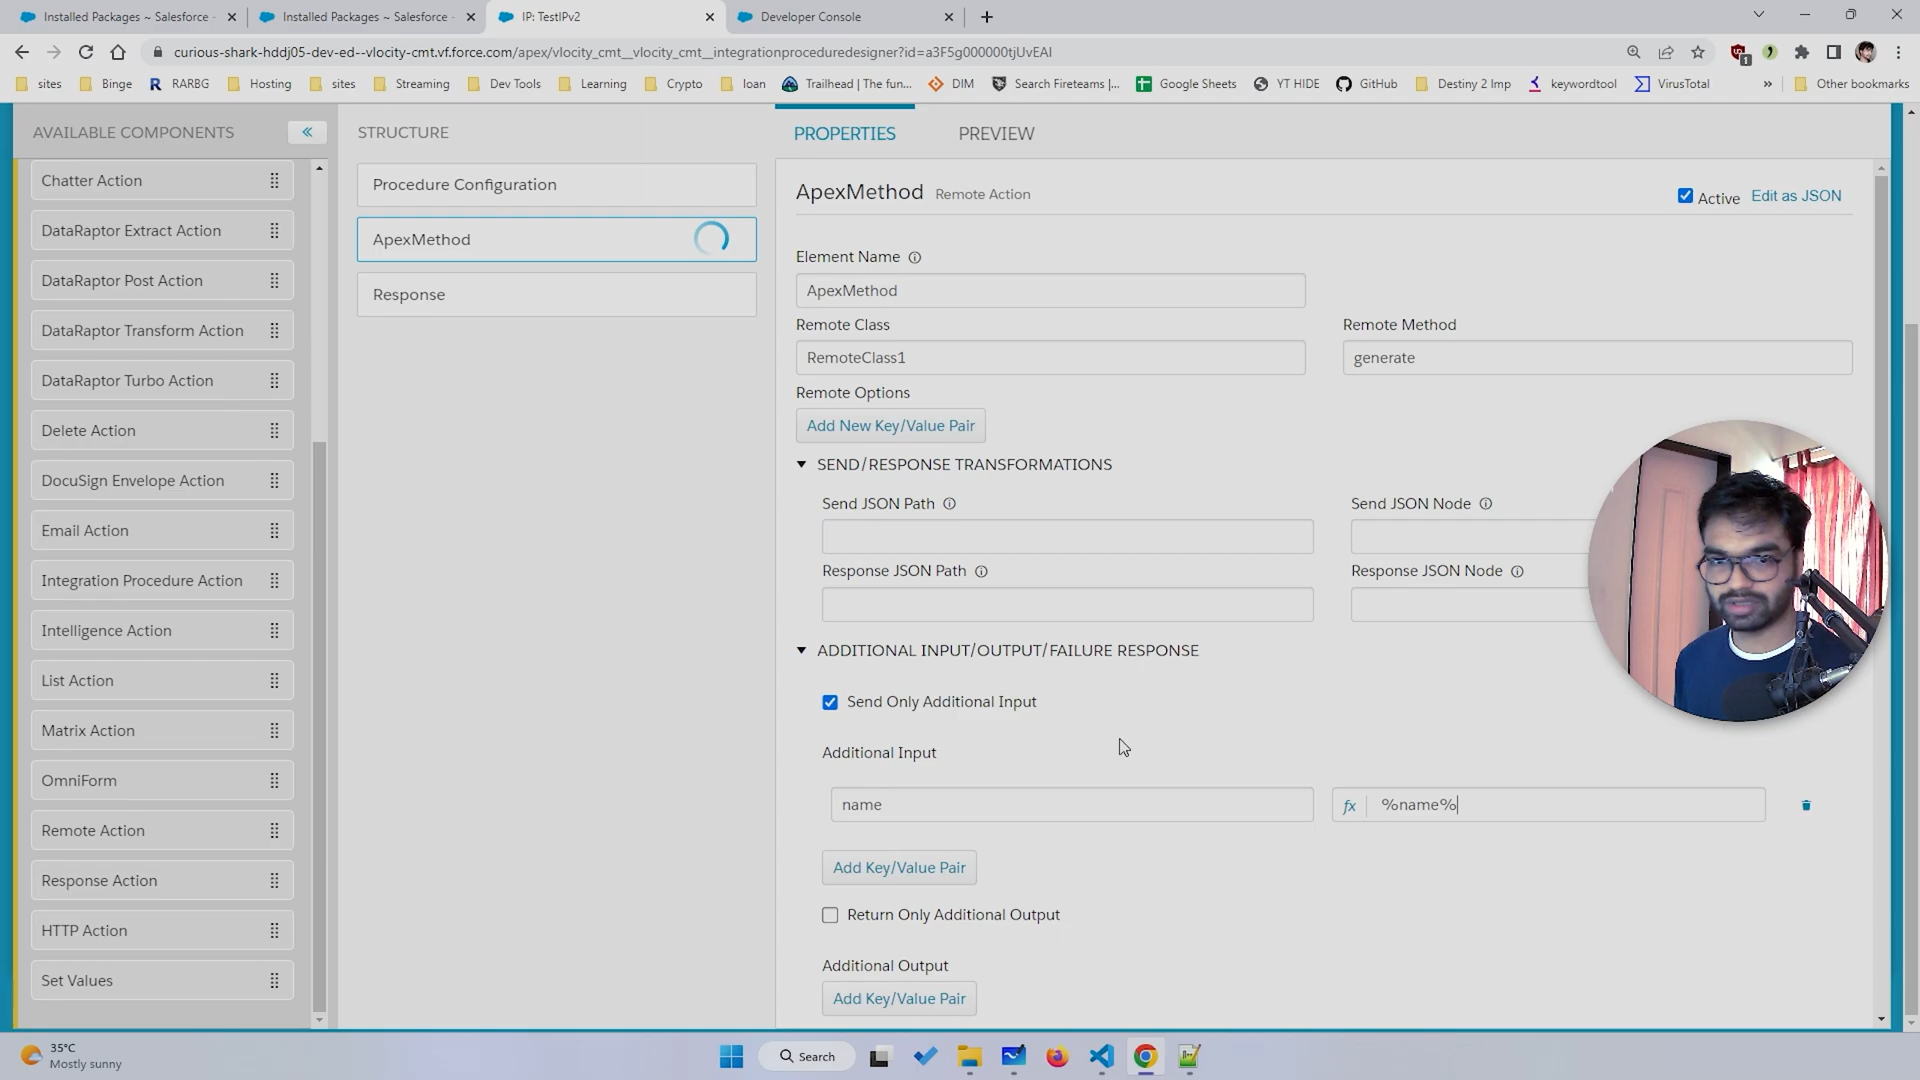 Installed Packages ~ Salesforce -
Installed Packages ~ Salesforce -
IP: TestIPv2
Developer Console
curious-shark-hddj05-dev-ed--vlocity-cmt.vf.force.com/apex/vlocity_cmt__vlocity_cmt__integrationproceduredesigner?id=a3F5g000000tjUvEAI
1
sites
Binge
R RARBG
Hosting
sites
Streaming
Dev Tools
Learning
Crypto
loan
Trailhead | The fun...
DIM
Search Fireteams |...
Google Sheets
YT HIDE
GitHub
Destiny 2 Imp
keywordtool
VirusTotal
»
Other bookmarks
AVAILABLE COMPONENTS
Chatter Action
DataRaptor Extract Action
DataRaptor Post Action
DataRaptor Transform Action
DataRaptor Turbo Action
Delete Action
DocuSign Envelope Action
Email Action
Integration Procedure Action
Intelligence Action
List Action
Matrix Action
OmniForm
Remote Action
Response Action
HTTP Action
Set Values
STRUCTURE
Procedure Configuration
ApexMethod
Response
PROPERTIES
PREVIEW
ApexMethod Remote Action
Active Edit as JSON
Element Name
ApexMethod
Remote Class
Remote Method
RemoteClass1
generate
Remote Options
Add New Key/Value Pair
SEND/RESPONSE TRANSFORMATIONS
Send JSON Path
Send JSON Node
Response JSON Path
Response JSON Node
ADDITIONAL INPUT/OUTPUT/FAILURE RESPONSE
Send Only Additional Input
Additional Input
name
fx %name%
Add Key/Value Pair
Return Only Additional Output
Additional Output
Add Key/Value Pair
35°C
Mostly sunny
Search